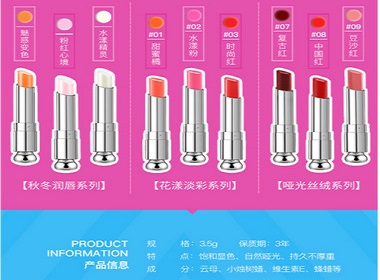 魅惑变色
粉红心境
水漾精灵
#01
甜蜜橘
#02
水漾粉
#03
时尚红
#07
复古红
#08
中国红
#09
豆沙红
【秋冬润唇系列】
【花漾淡彩系列】
【哑光丝绒系列】
PRODUCT
INFORMATION
产品信息
规 格：3.5g 保质期：3年
特 点：饱和显色、自然哑光、持久不厚重
成 分：云母、小烛树蜡、维生素E、蜂蜡等